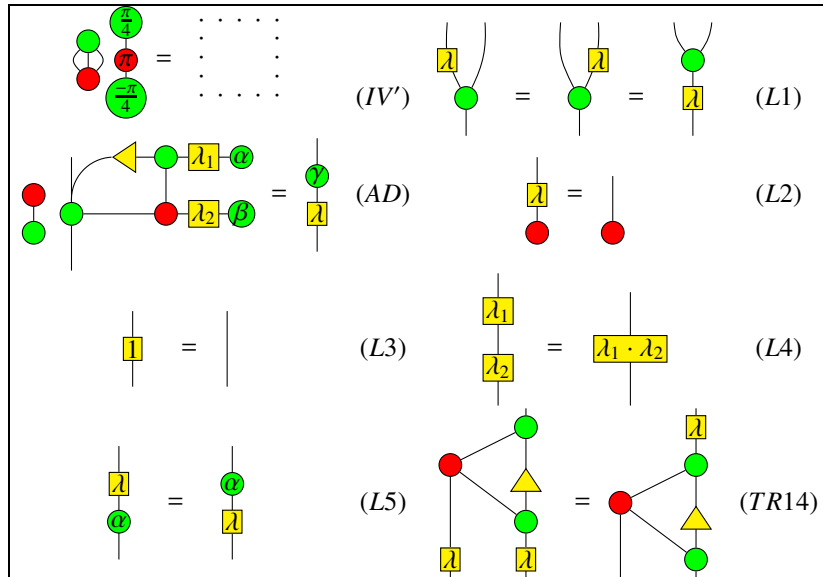 π/4
π = (IV')
−π/4
λ λ = = λ (L1)
λ₁ α
λ₂ β = γ λ (AD)
λ = (L2)
1 = (L3)
λ₁ λ₂ = λ₁ · λ₂ (L4)
λ α = α λ (L5)
λ λ = λ (TR14)